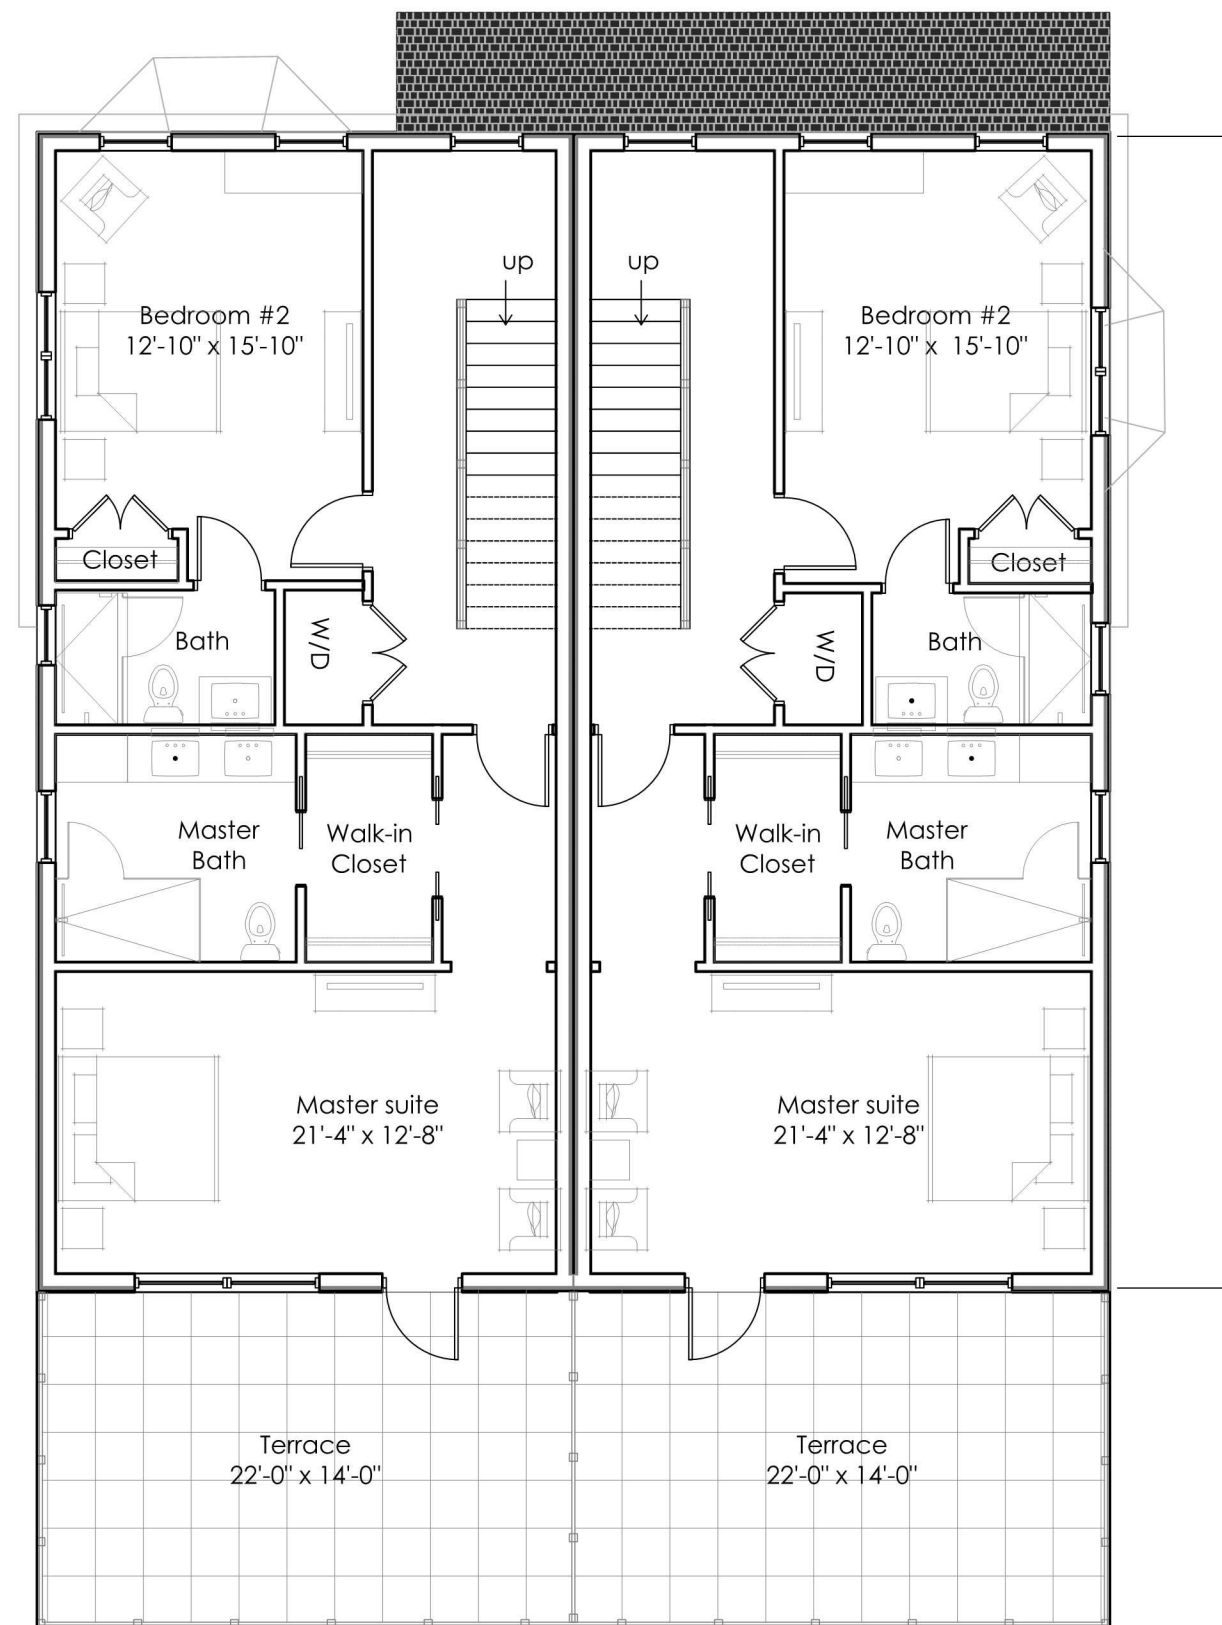 up
up
Bedroom #2
12'-10" x 15'-10"
Bedroom #2
12'-10" x  15'-10"
Closet
Closet
Bath
W/D
W/D
Bath
Master
Bath
Walk-in
Closet
Walk-in
Closet
Master
Bath
Master suite
21'-4" x 12'-8"
Master suite
21'-4" x 12'-8"
Terrace
22'-0" x 14'-0"
Terrace
22'-0" x 14'-0"